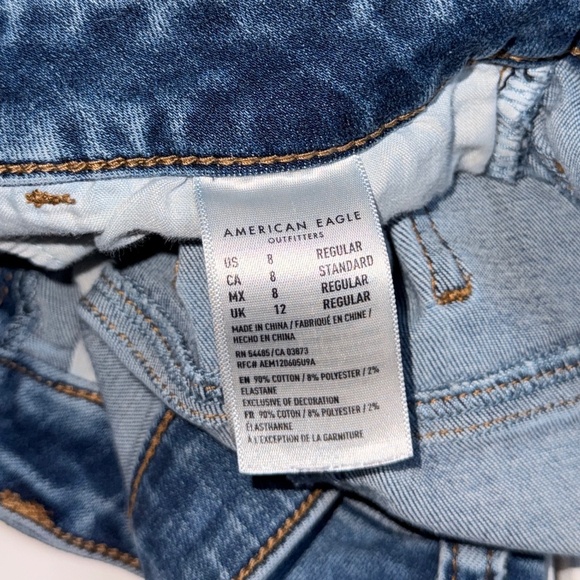 AMERICAN EAGLE
OUTFITTERS
US 8 REGULAR
CA 8 STANDARD
MX 8 REGULAR
UK 12 REGULAR
MADE IN CHINA / FABRIQUÉ EN CHINE /
HECHO EN CHINA
RN 54485/CA 03873
RFC# AEM120605U9A
EN: 90% COTTON / 8% POLYESTER / 2%
ELASTANE
EXCLUSIVE OF DECORATION
FR: 90% COTON / 8% POLYESTER / 2%
ÉLASTHANNE
À L'EXCEPTION DE LA GARNITURE